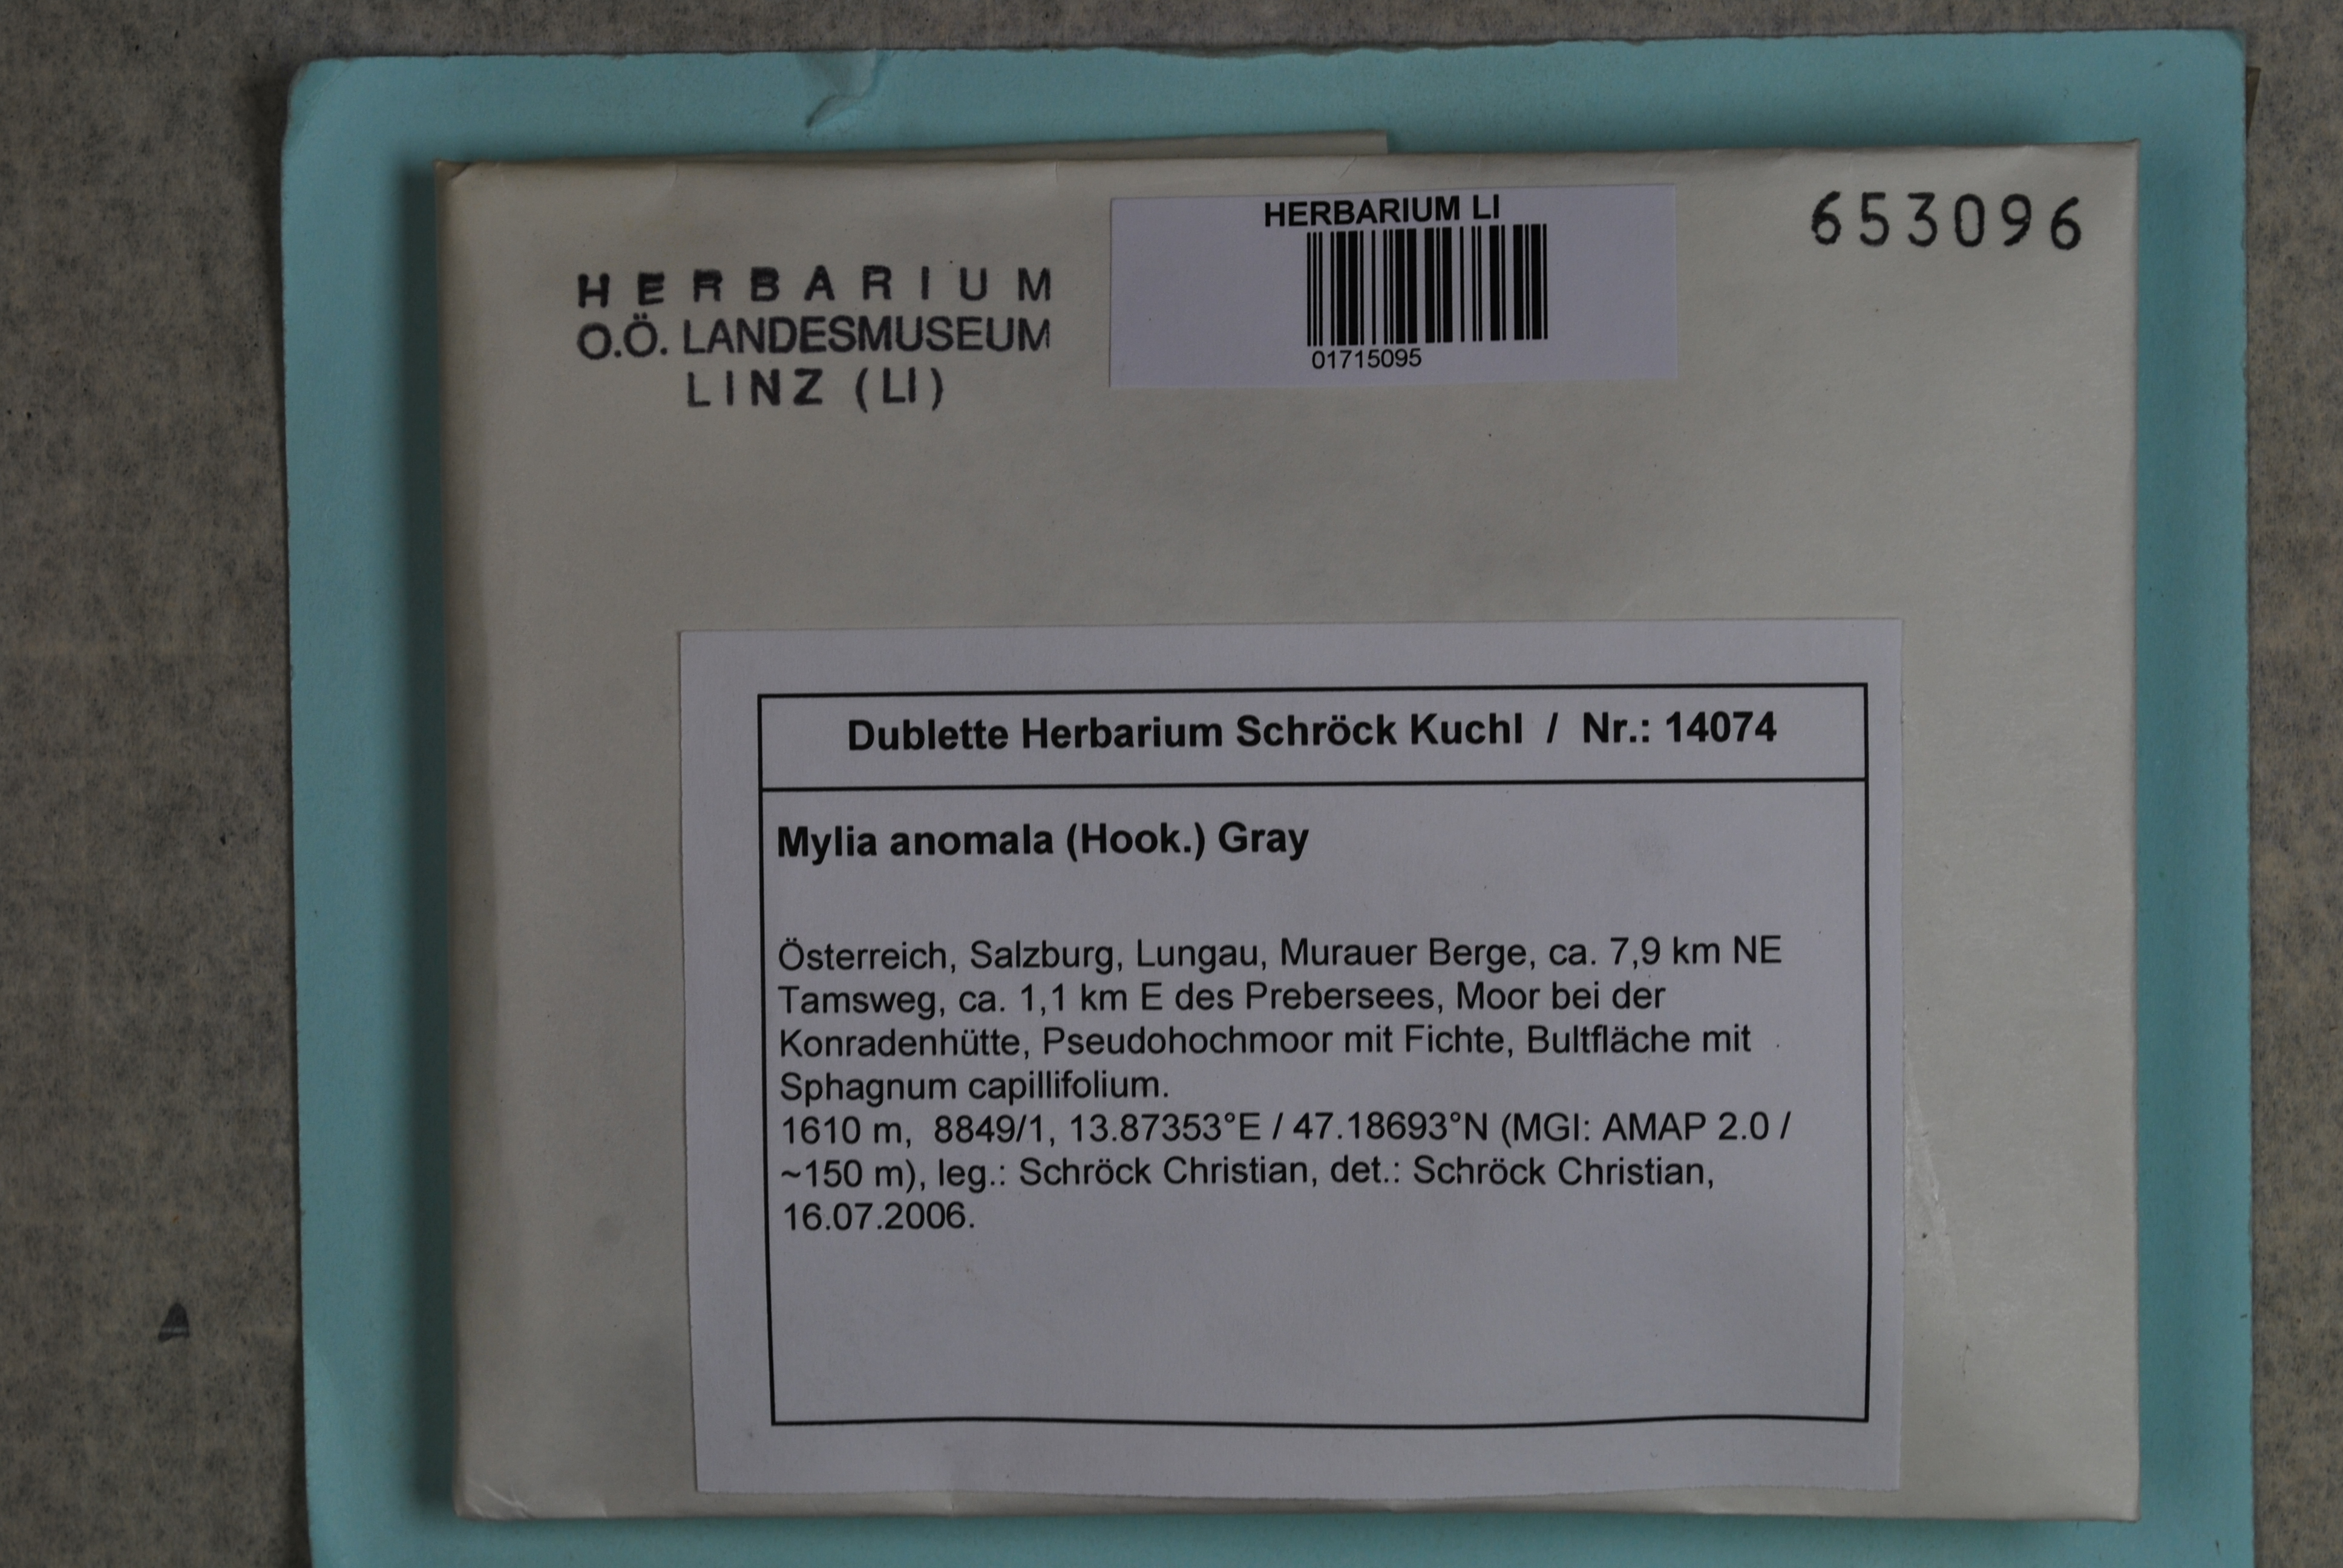 HERBARIUM
O.Ö. LANDESMUSEUM
LINZ (LI)
HERBARIUM LI
01715095
653096
Dublette Herbarium Schröck Kuchl / Nr.: 14074
Mylia anomala (Hook.) Gray
Österreich, Salzburg, Lungau, Murauer Berge, ca. 7,9 km NE
Tamsweg, ca. 1,1 km E des Prebersees, Moor bei der
Konradenhütte, Pseudohochmoor mit Fichte, Bultfläche mit
Sphagnum capillifolium.
1610 m, 8849/1, 13.87353°E / 47.18693°N (MGI: AMAP 2.0 /
~150 m), leg.: Schröck Christian, det.: Schröck Christian,
16.07.2006.